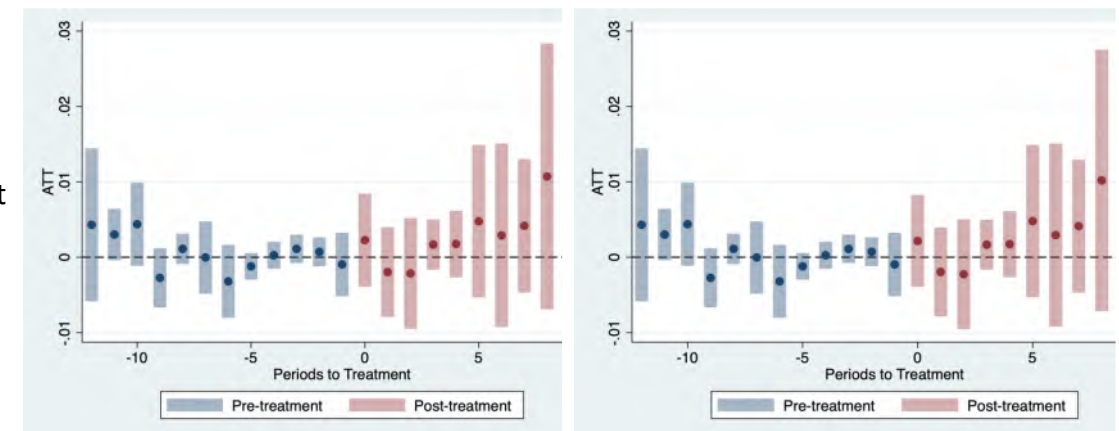 t
.03
.02
.01
0
-.01
ATT
-10 -5 0 5
Periods to Treatment
Pre-treatment Post-treatment
.03
.02
.01
0
-.01
ATT
-10 -5 0 5
Periods to Treatment
Pre-treatment Post-treatment